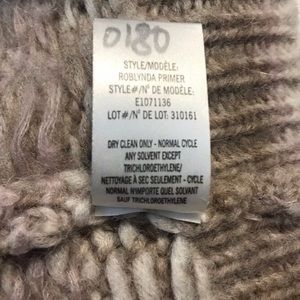 0180
STYLE/MODÈLE:
ROBLYNDA PRIMER
STYLE#/N° DE MODÈLE:
E1071136
LOT#/N° DE LOT: 310161
DRY CLEAN ONLY - NORMAL CYCLE
ANY SOLVENT EXCEPT
TRICHLOROETHYLENE/
NETTOYAGE À SEC SEULEMENT - CYCLE
NORMAL N'IMPORTE QUEL SOLVANT
SAUF TRICHLOROETHYLENE